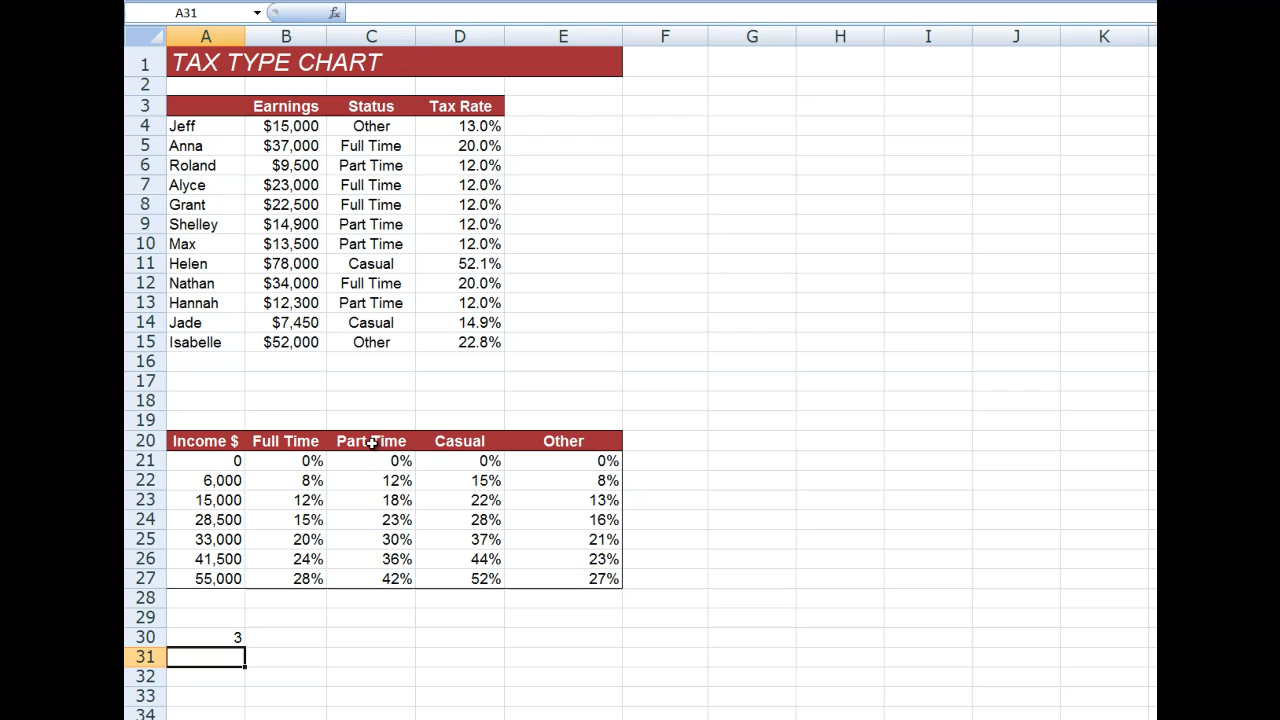 A31 fx
A B C D E F G H I J K
1 TAX TYPE CHART
2
3 Earnings Status Tax Rate
4 Jeff $15,000 Other 13.0%
5 Anna $37,000 Full Time 20.0%
6 Roland $9,500 Part Time 12.0%
7 Alyce $23,000 Full Time 12.0%
8 Grant $22,500 Full Time 12.0%
9 Shelley $14,900 Part Time 12.0%
10 Max $13,500 Part Time 12.0%
11 Helen $78,000 Casual 52.1%
12 Nathan $34,000 Full Time 20.0%
13 Hannah $12,300 Part Time 12.0%
14 Jade $7,450 Casual 14.9%
15 Isabelle $52,000 Other 22.8%
16
17
18
19
20 Income $ Full Time Part Time Casual Other
21 0 0% 0% 0% 0%
22 6,000 8% 12% 15% 8%
23 15,000 12% 18% 22% 13%
24 28,500 15% 23% 28% 16%
25 33,000 20% 30% 37% 21%
26 41,500 24% 36% 44% 23%
27 55,000 28% 42% 52% 27%
28
29
30 3
31
32
33
34